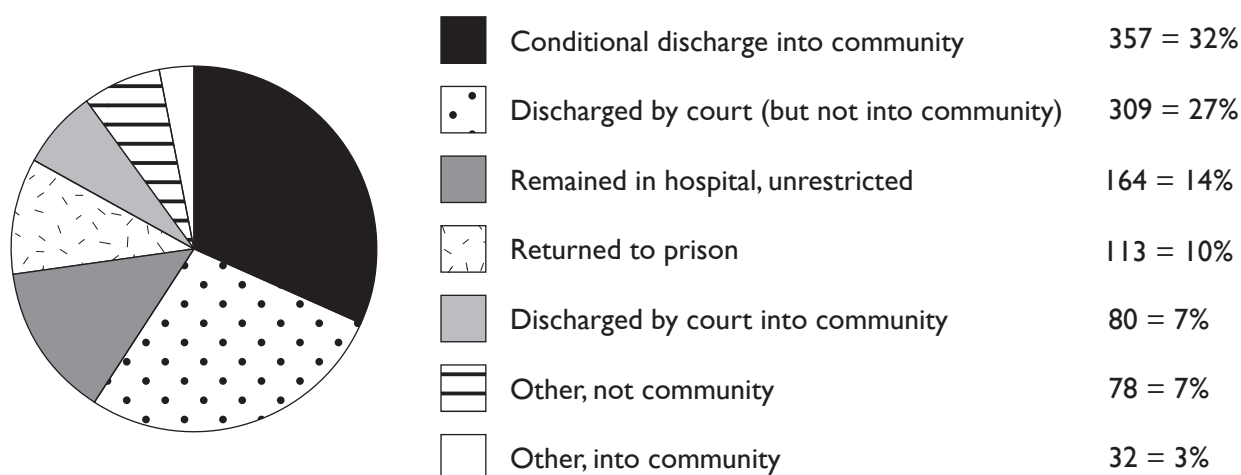 Conditional discharge into community 357 = 32%
Discharged by court (but not into community) 309 = 27%
Remained in hospital, unrestricted 164 = 14%
Returned to prison 113 = 10%
Discharged by court into community 80 = 7%
Other, not community 78 = 7%
Other, into community 32 = 3%